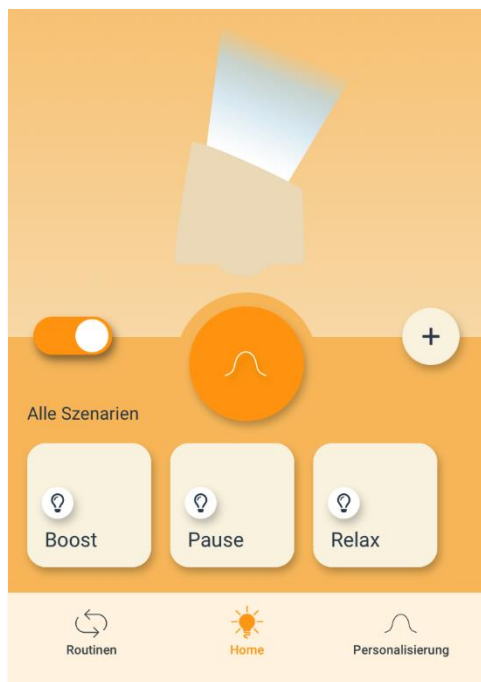 +
Alle Szenarien
Boost
Pause
Relax
Routinen
Home
Personalisierung